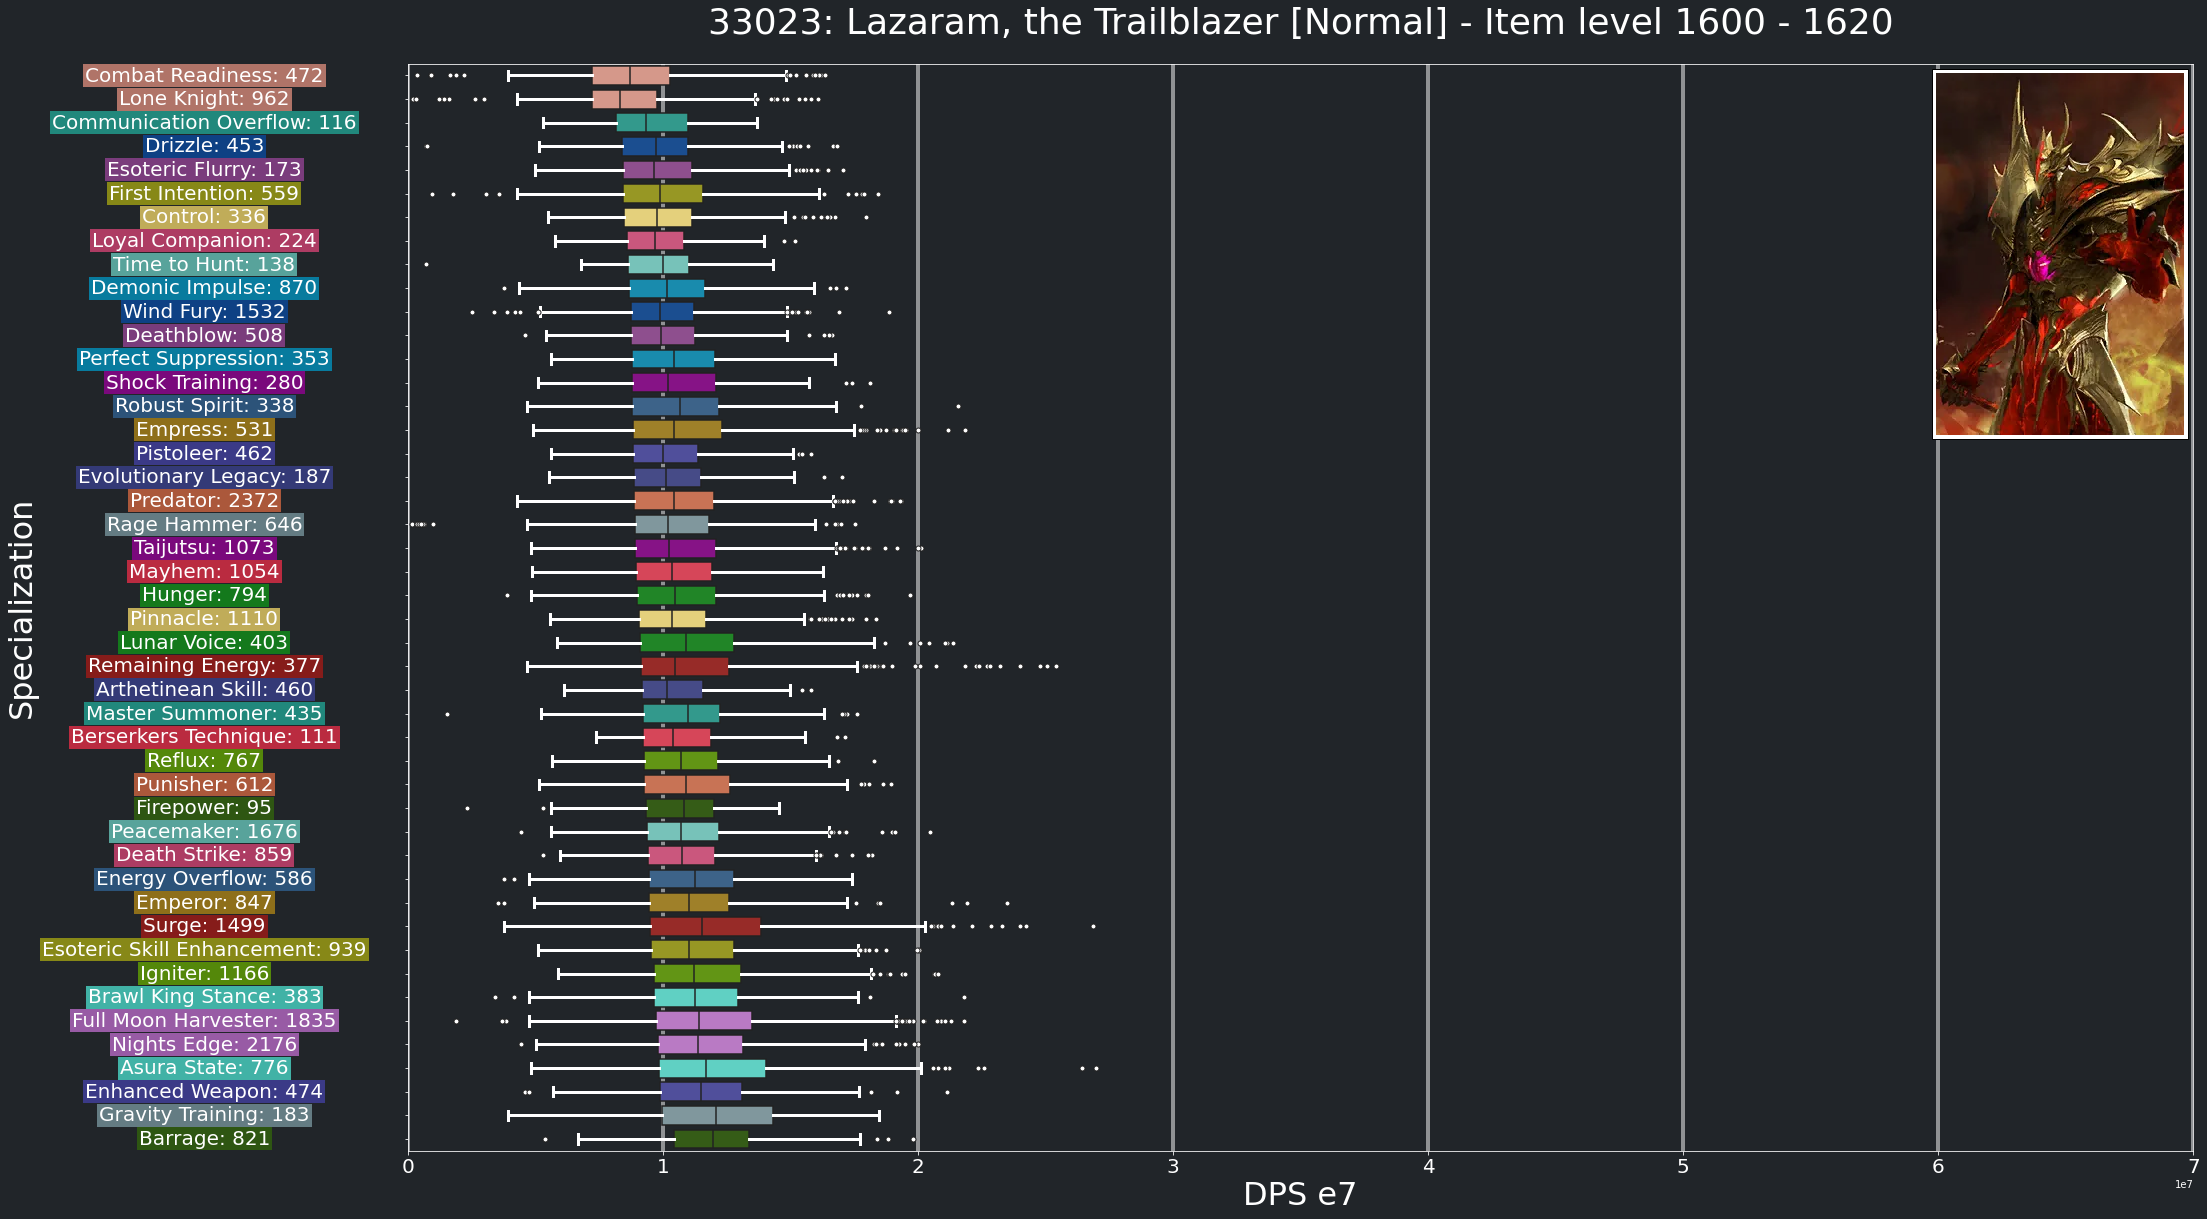 33023: Lazaram, the Trailblazer [Normal] - Item level 1600 - 1620
Specialization
Combat Readiness: 472
Lone Knight: 962
Communication Overflow: 116
Drizzle: 453
Esoteric Flurry: 173
First Intention: 559
Control: 336
Loyal Companion: 224
Time to Hunt: 138
Demonic Impulse: 870
Wind Fury: 1532
Deathblow: 508
Perfect Suppression: 353
Shock Training: 280
Robust Spirit: 338
Empress: 531
Pistoleer: 462
Evolutionary Legacy: 187
Predator: 2372
Rage Hammer: 646
Taijutsu: 1073
Mayhem: 1054
Hunger: 794
Pinnacle: 1110
Lunar Voice: 403
Remaining Energy: 377
Arthetinean Skill: 460
Master Summoner: 435
Berserkers Technique: 111
Reflux: 767
Punisher: 612
Firepower: 95
Peacemaker: 1676
Death Strike: 859
Energy Overflow: 586
Emperor: 847
Surge: 1499
Esoteric Skill Enhancement: 939
Igniter: 1166
Brawl King Stance: 383
Full Moon Harvester: 1835
Nights Edge: 2176
Asura State: 776
Enhanced Weapon: 474
Gravity Training: 183
Barrage: 821
0 1 2 3 4 5 6 7
1e7
DPS e7